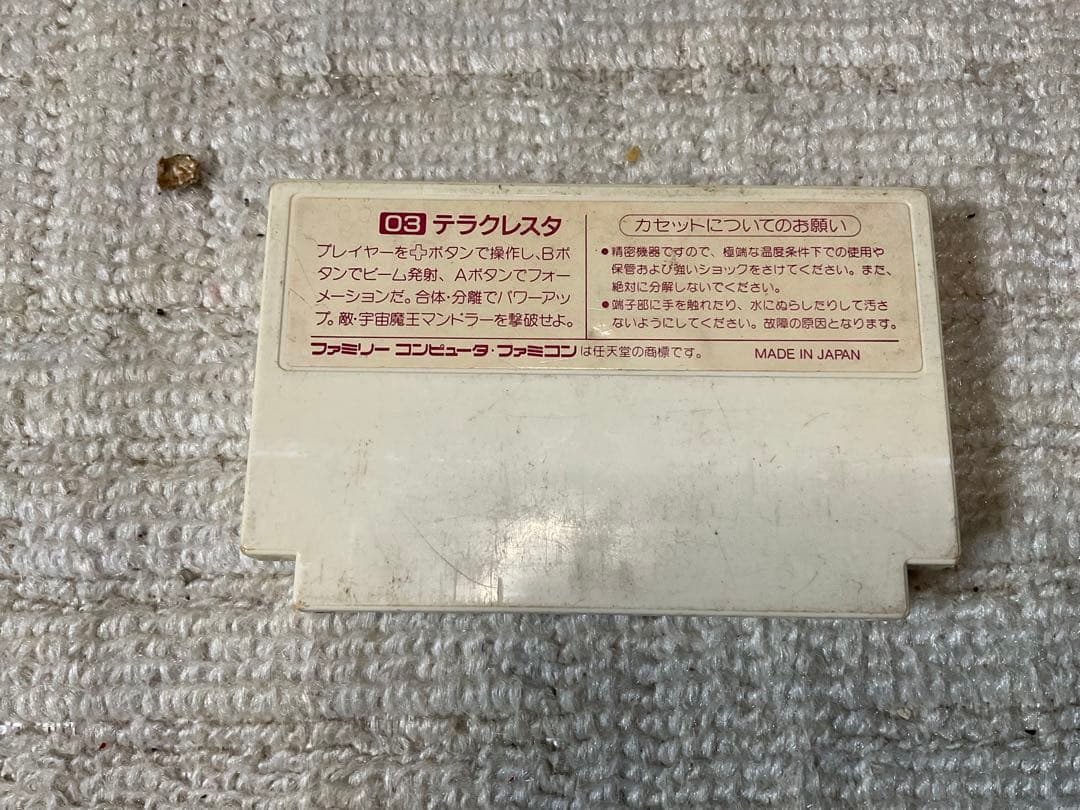 03 テラクレスタ
プレイヤーを✚ボタンで操作し、Bボ
タンでビーム発射、Aボタンでフォー
メーションだ。合体・分離でパワーアッ
プ。敵・宇宙魔王マンドラーを撃破せよ。
カセットについてのお願い
●精密機器ですので、極端な温度条件下での使用や
保管および強いショックをさけてください。また、
絶対に分解しないでください。
●端子部に手を触れたり、水にぬらしたりして汚さ
ないようにしてください。故障の原因となります。
ファミリー コンピュータ・ファミコンは任天堂の商標です。
MADE IN JAPAN